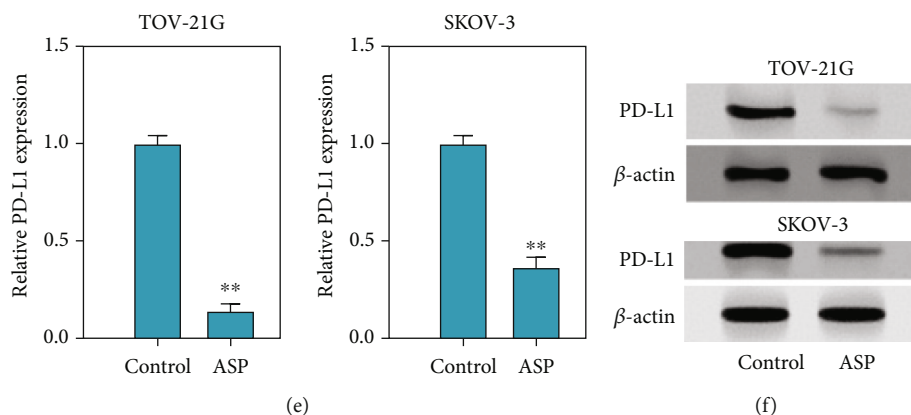 TOV-21G
Relative PD-L1 expression
1.5
1.0
0.5
0.0
**
Control ASP
SKOV-3
Relative PD-L1 expression
1.5
1.0
0.5
0.0
**
Control ASP
(e)
TOV-21G
PD-L1
β-actin
SKOV-3
PD-L1
β-actin
Control ASP
(f)